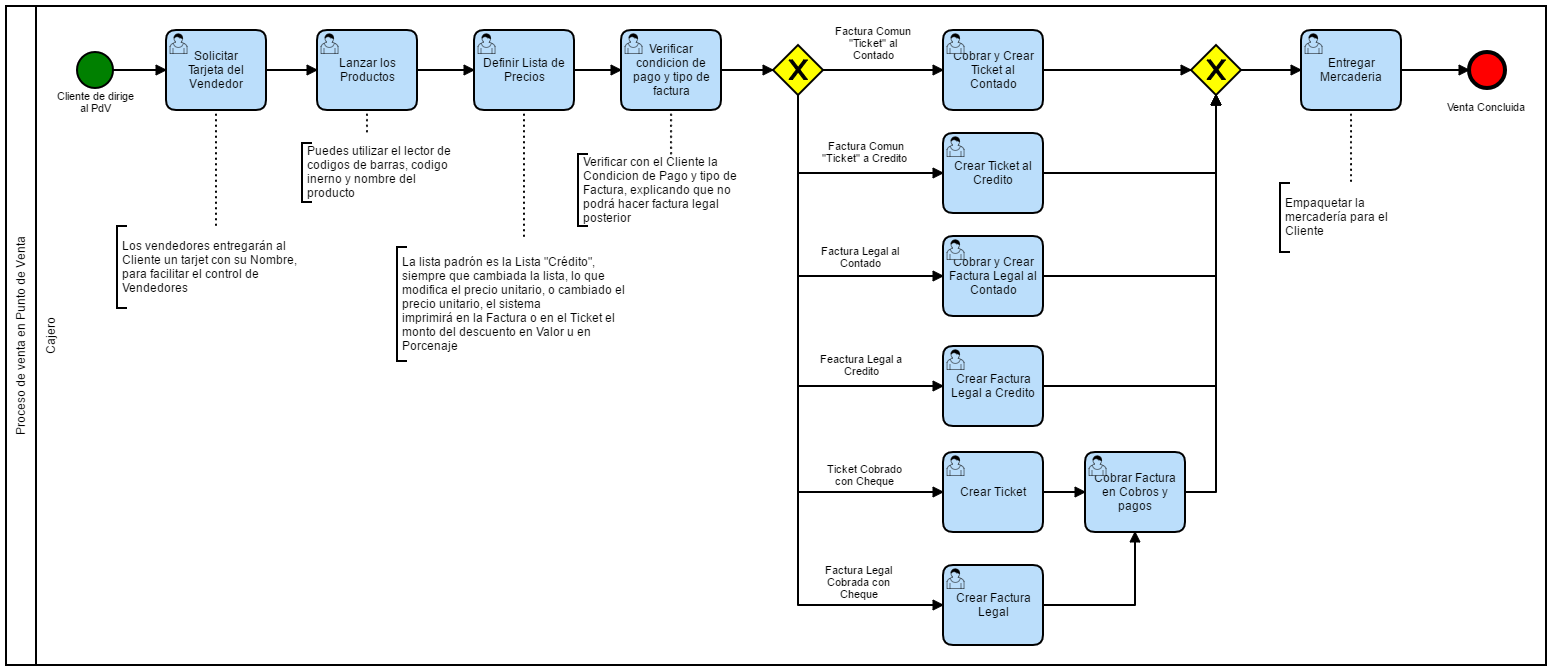 Proceso de venta en Punto de Venta
Cajero
Cliente de dirige
al PdV
Solicitar
Tarjeta del
Vendedor
Los vendedores entregarán al
Cliente un tarjet con su Nombre,
para facilitar el control de
Vendedores
Lanzar los
Productos
Puedes utilizar el lector de
codigos de barras, codigo
inerno y nombre del
producto
Definir Lista de
Precios
La lista padrón es la Lista "Crédito",
siempre que cambiada la lista, lo que
modifica el precio unitario, o cambiado el
precio unitario, el sistema
imprimirá en la Factura o en el Ticket el
monto del descuento en Valor u en
Porcenaje
Verificar
condicion de
pago y tipo de
factura
Verificar con el Cliente la
Condicion de Pago y tipo de
Factura, explicando que no
podrá hacer factura legal
posterior
X
Factura Comun
"Ticket" al
Contado
Cobrar y Crear
Ticket al
Contado
Factura Comun
"Ticket" a Credito
Crear Ticket al
Credito
Factura Legal al
Contado
Cobrar y Crear
Factura Legal al
Contado
Feactura Legal a
Credito
Crear Factura
Legal a Credito
Ticket Cobrado
con Cheque
Crear Ticket
Cobrar Factura
en Cobros y
pagos
Factura Legal
Cobrada con
Cheque
Crear Factura
Legal
X
Entregar
Mercaderia
Empaquetar la
mercadería para el
Cliente
Venta Concluida